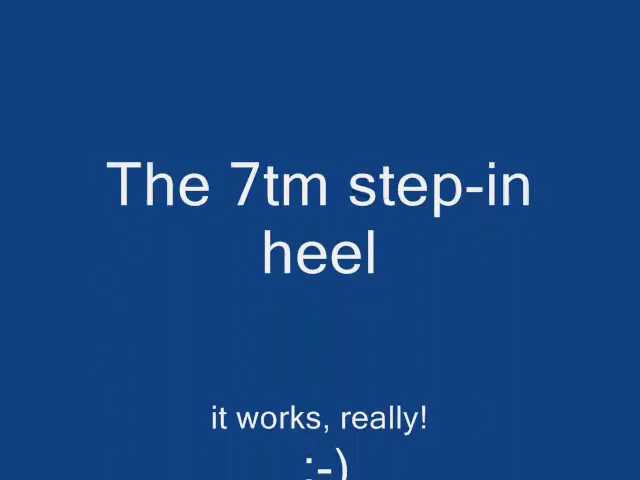 The 7tm step-in
heel
it works, really!
:-)